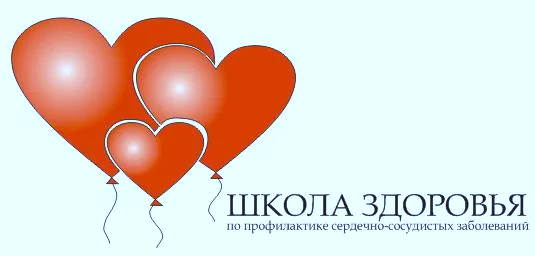 ШКОЛА ЗДОРОВЬЯ
по профилактике сердечно-сосудистых заболеваний